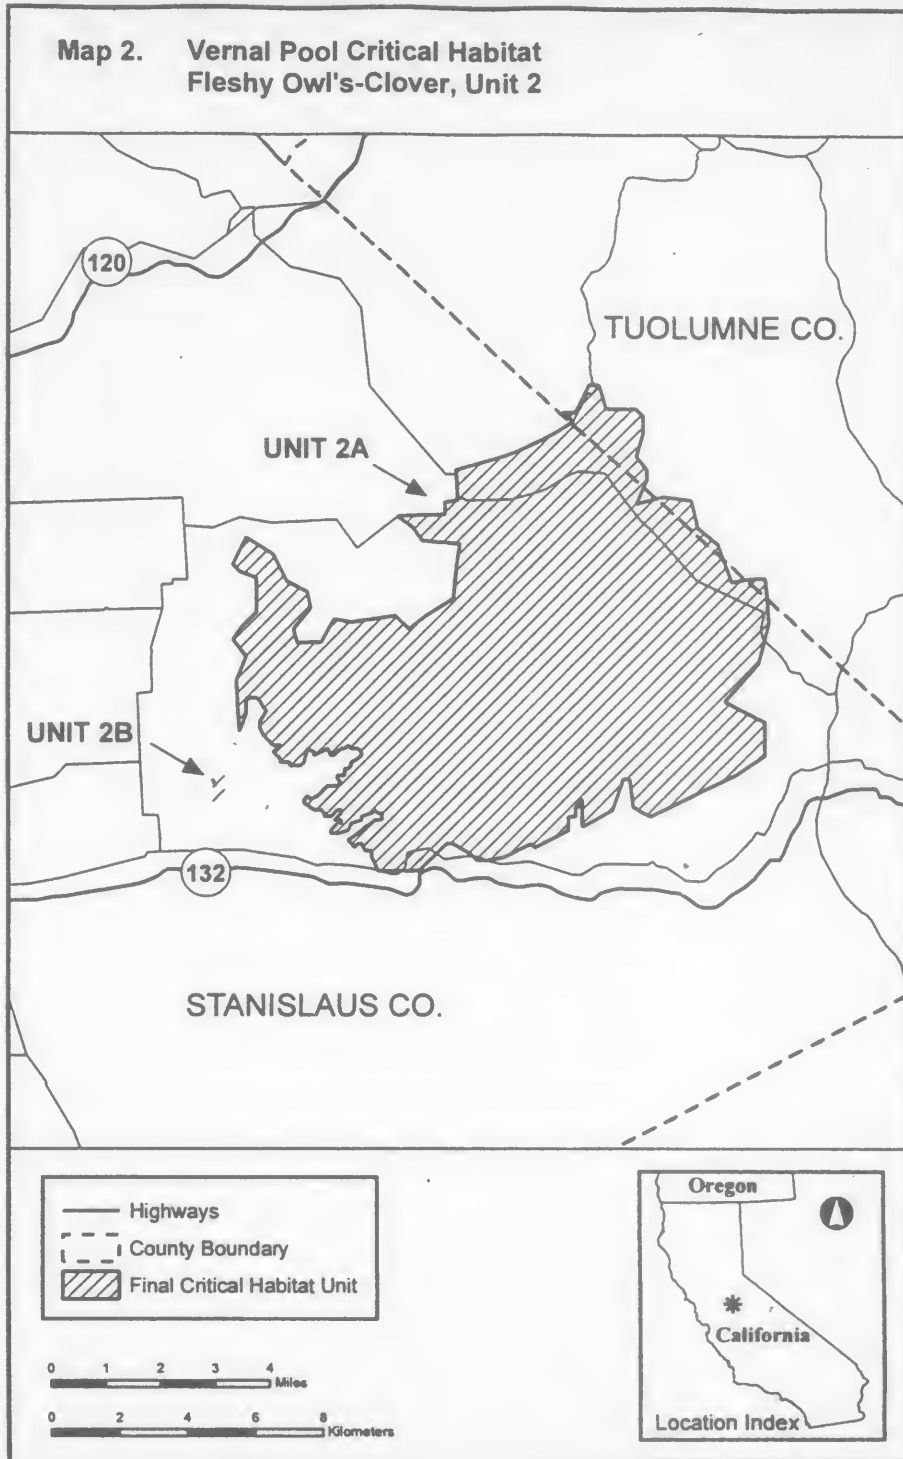 Map 2. Vernal Pool Critical Habitat
Fleshy Owl's-Clover, Unit 2
120
TUOLUMNE CO.
UNIT 2A
UNIT 2B
132
STANISLAUS CO.
Highways
County Boundary
Final Critical Habitat Unit
0 1 2 3 4
Miles
0 2 4 6 8
Kilometers
Oregon
California
Location Index